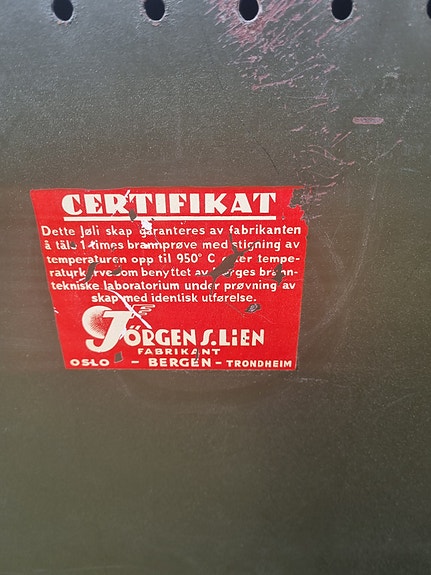 CERTIFIKAT
Dette Jøli skap garanteres av fabrikanten
å tåle 1 times brannprøve med stigning av
temperaturen opp til 950° C etter tempe-
raturkurve som benyttet av Norges brann-
tekniske laboratorium under prøvning av
skap med identisk utførelse.
JÖRGEN S. LiEN
FABRIKANT
OSLO – BERGEN – TRONDHEIM